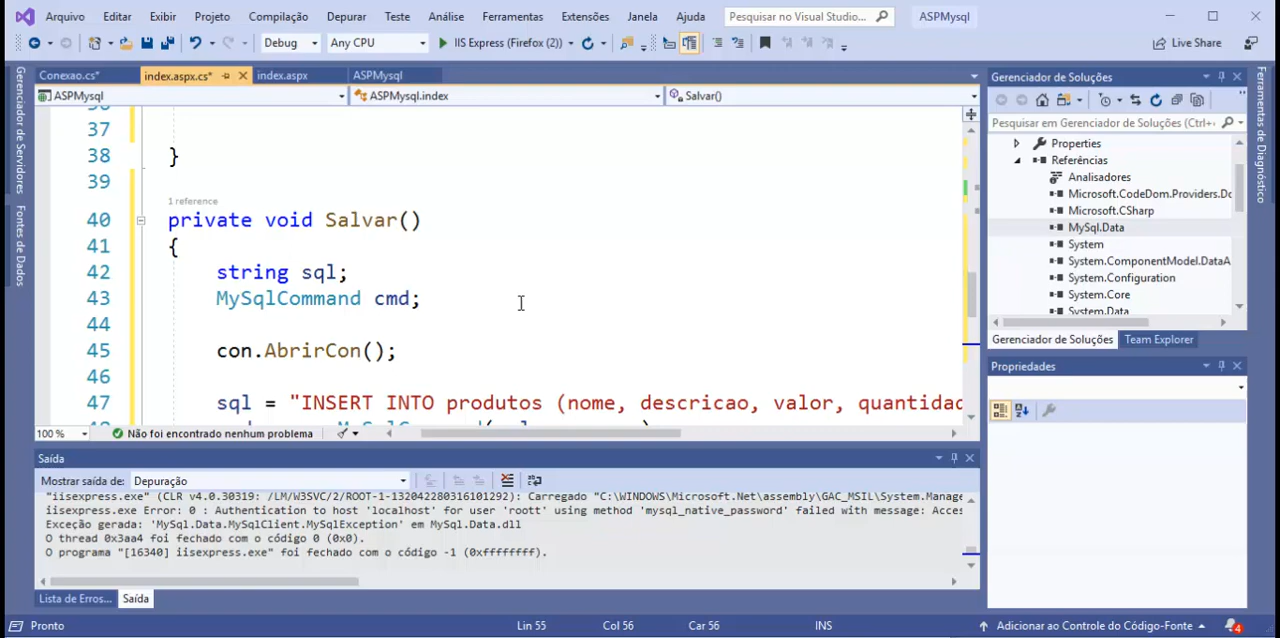 Arquivo Editar Exibir Projeto Compilação Depurar Teste Análise Ferramentas Extensões Janela Ajuda Pesquisar no Visual Studio... ASPMysql
Debug Any CPU IIS Express (Firefox (2)) Live Share
Gerenciador de Servidores
Fontes de Dados
Conexao.cs* index.aspx.cs* index.aspx ASPMysql
ASPMysql ASPMysql.index Salvar()
37
38 }
39
1 reference
40 private void Salvar()
41 {
42 string sql;
43 MySqlCommand cmd;
44
45 con.AbrirCon();
46
47 sql = "INSERT INTO produtos (nome, descricao, valor, quantidad
100 % Não foi encontrado nenhum problema
Saída
Mostrar saída de: Depuração
"iisexpress.exe" (CLR v4.0.30319: /LM/W3SVC/2/ROOT-1-132042280316101292): Carregado "C:\WINDOWS\Microsoft.Net\assembly\GAC_MSIL\System.Manage
iisexpress.exe Error: 0 : Authentication to host 'localhost' for user 'roott' using method 'mysql_native_password' failed with message: Acces
Exceção gerada: 'MySql.Data.MySqlClient.MySqlException' em MySql.Data.dll
O thread 0x3aa4 foi fechado com o código 0 (0x0).
O programa "[16340] iisexpress.exe" foi fechado com o código -1 (0xffffffff).
Lista de Erros... Saída
Gerenciador de Soluções
Pesquisar em Gerenciador de Soluções (Ctrl+
Properties
Referências
Analisadores
Microsoft.CodeDom.Providers.Dc
Microsoft.CSharp
MySql.Data
System
System.ComponentModel.DataA
System.Configuration
System.Core
System.Data
Gerenciador de Soluções Team Explorer
Propriedades
Ferramentas de Diagnóstico
Pronto Lin 55 Col 56 Car 56 INS Adicionar ao Controle do Código-Fonte 4